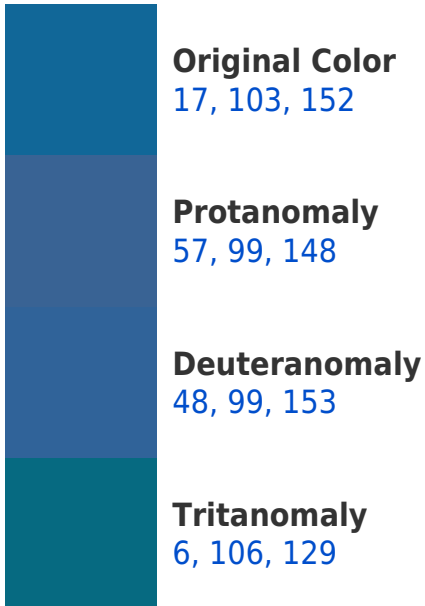 Original Color
17, 103, 152
Protanomaly
57, 99, 148
Deuteranomaly
48, 99, 153
Tritanomaly
6, 106, 129